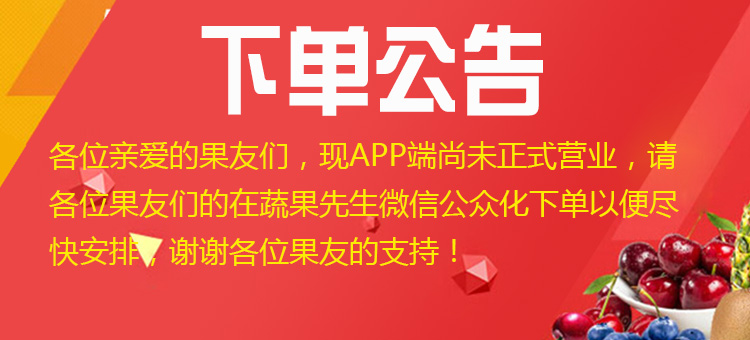 下单公告
各位亲爱的果友们，现APP端尚未正式营业，请
各位果友们的在蔬果先生微信公众化下单以便尽
快安排，谢谢各位果友的支持！